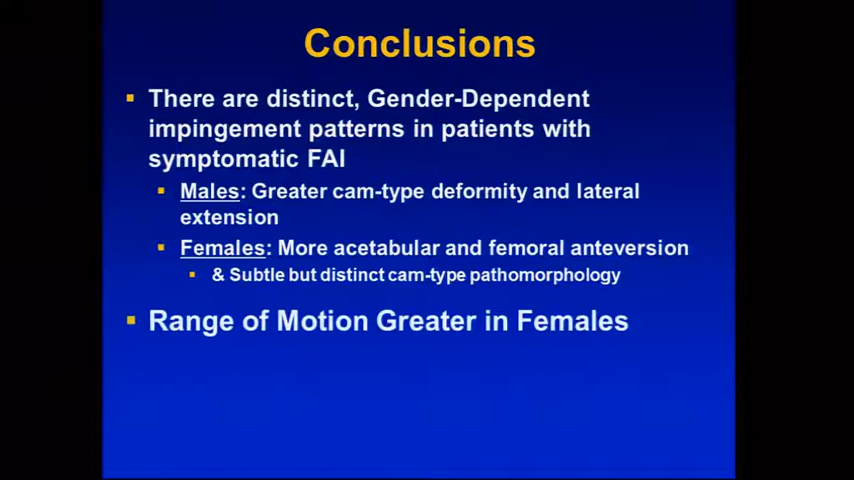 Conclusions
There are distinct, Gender-Dependent
impingement patterns in patients with
symptomatic FAI
Males: Greater cam-type deformity and lateral
extension
Females: More acetabular and femoral anteversion
& Subtle but distinct cam-type pathomorphology
Range of Motion Greater in Females